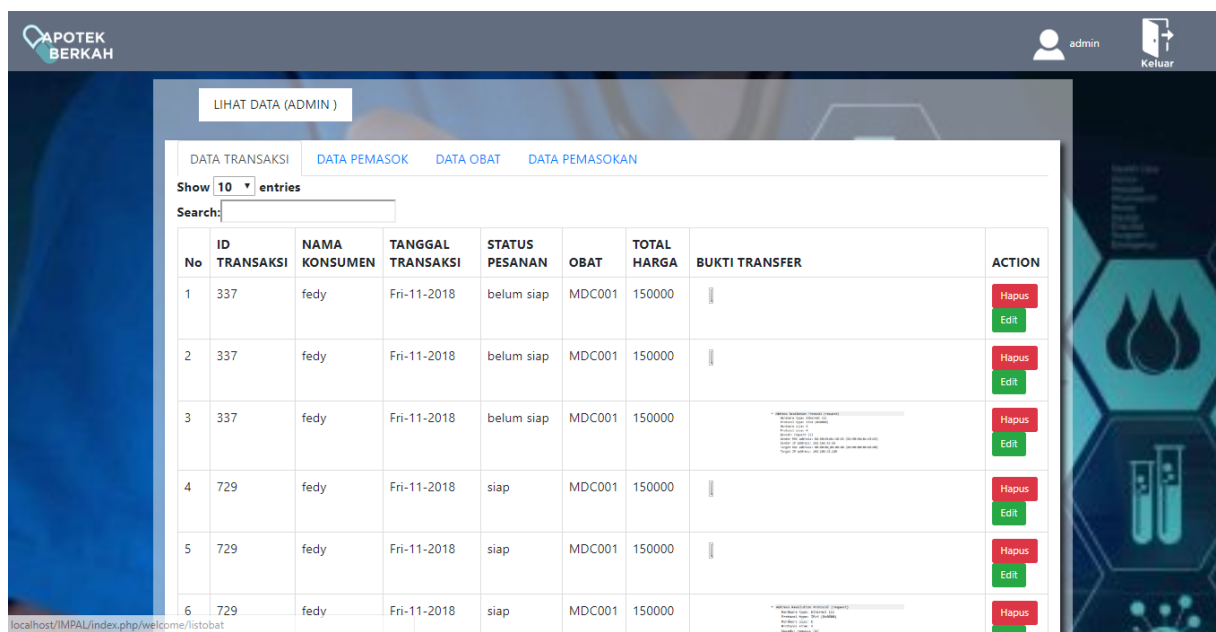 APOTEK
BERKAH
admin
Keluar
LIHAT DATA (ADMIN )
DATA TRANSAKSI DATA PEMASOK DATA OBAT DATA PEMASOKAN
Show 10 entries
Search:
No ID TRANSAKSI NAMA KONSUMEN TANGGAL TRANSAKSI STATUS PESANAN OBAT TOTAL HARGA BUKTI TRANSFER ACTION
1 337 fedy Fri-11-2018 belum siap MDC001 150000 Hapus
Edit
2 337 fedy Fri-11-2018 belum siap MDC001 150000 Hapus
Edit
3 337 fedy Fri-11-2018 belum siap MDC001 150000 Hapus
Edit
4 729 fedy Fri-11-2018 siap MDC001 150000 Hapus
Edit
5 729 fedy Fri-11-2018 siap MDC001 150000 Hapus
Edit
6 729 fedy Fri-11-2018 siap MDC001 150000 Hapus
localhost/IMPAL/index.php/welcome/listobat